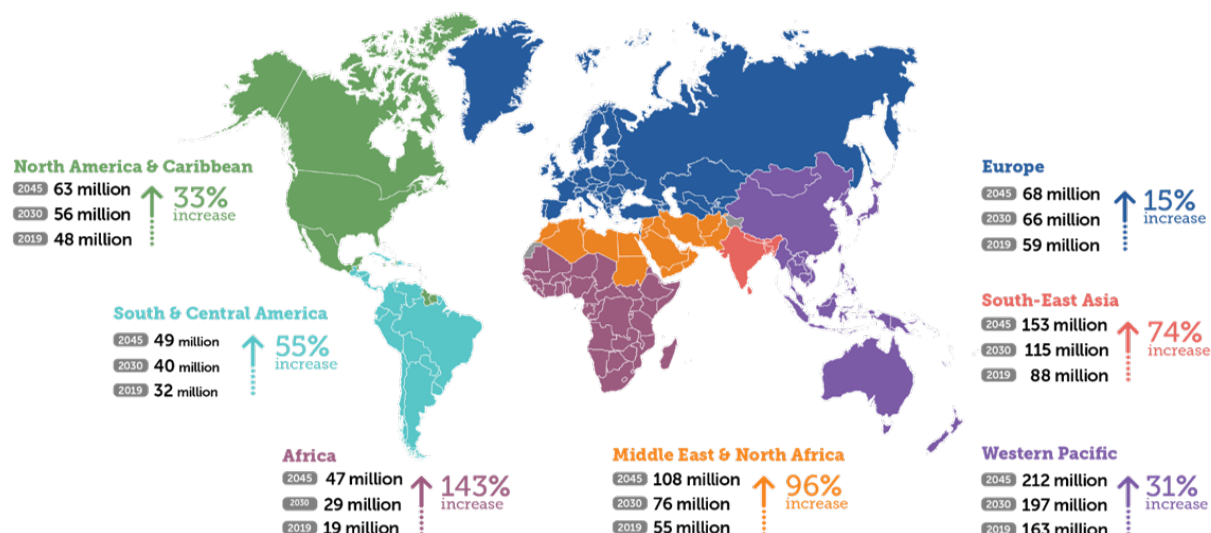 North America & Caribbean
2045 63 million
2030 56 million
2019 48 million
33%
increase
South & Central America
2045 49 million
2030 40 million
2019 32 million
55%
increase
Africa
2045 47 million
2030 29 million
2019 19 million
143%
increase
Middle East & North Africa
2045 108 million
2030 76 million
2019 55 million
96%
increase
Europe
2045 68 million
2030 66 million
2019 59 million
15%
increase
South-East Asia
2045 153 million
2030 115 million
2019 88 million
74%
increase
Western Pacific
2045 212 million
2030 197 million
2019 163 million
31%
increase